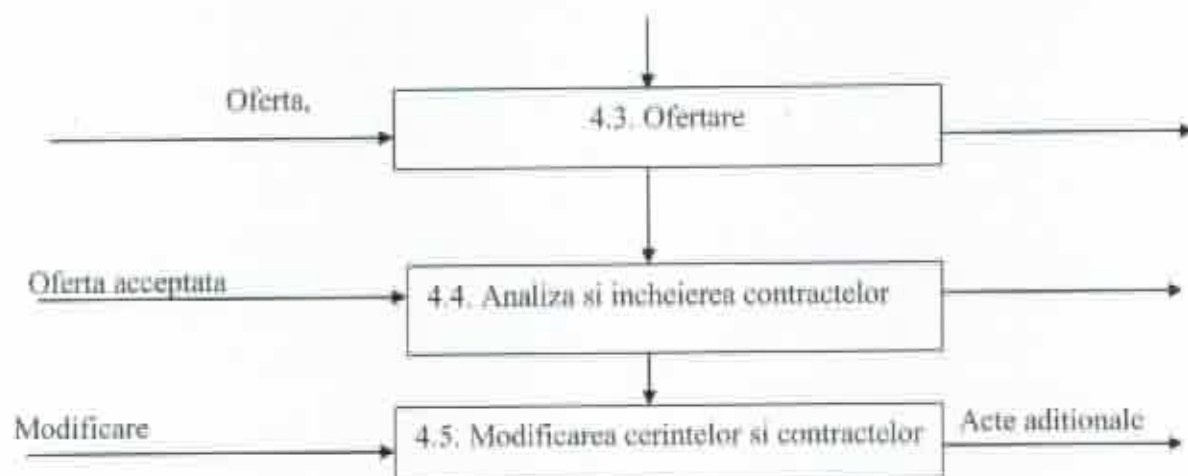 Oferta,
4.3. Ofertare
Oferta acceptata
4.4. Analiza si incheierea contractelor
Modificare
4.5. Modificarea cerintelor si contractelor
Acte aditionale